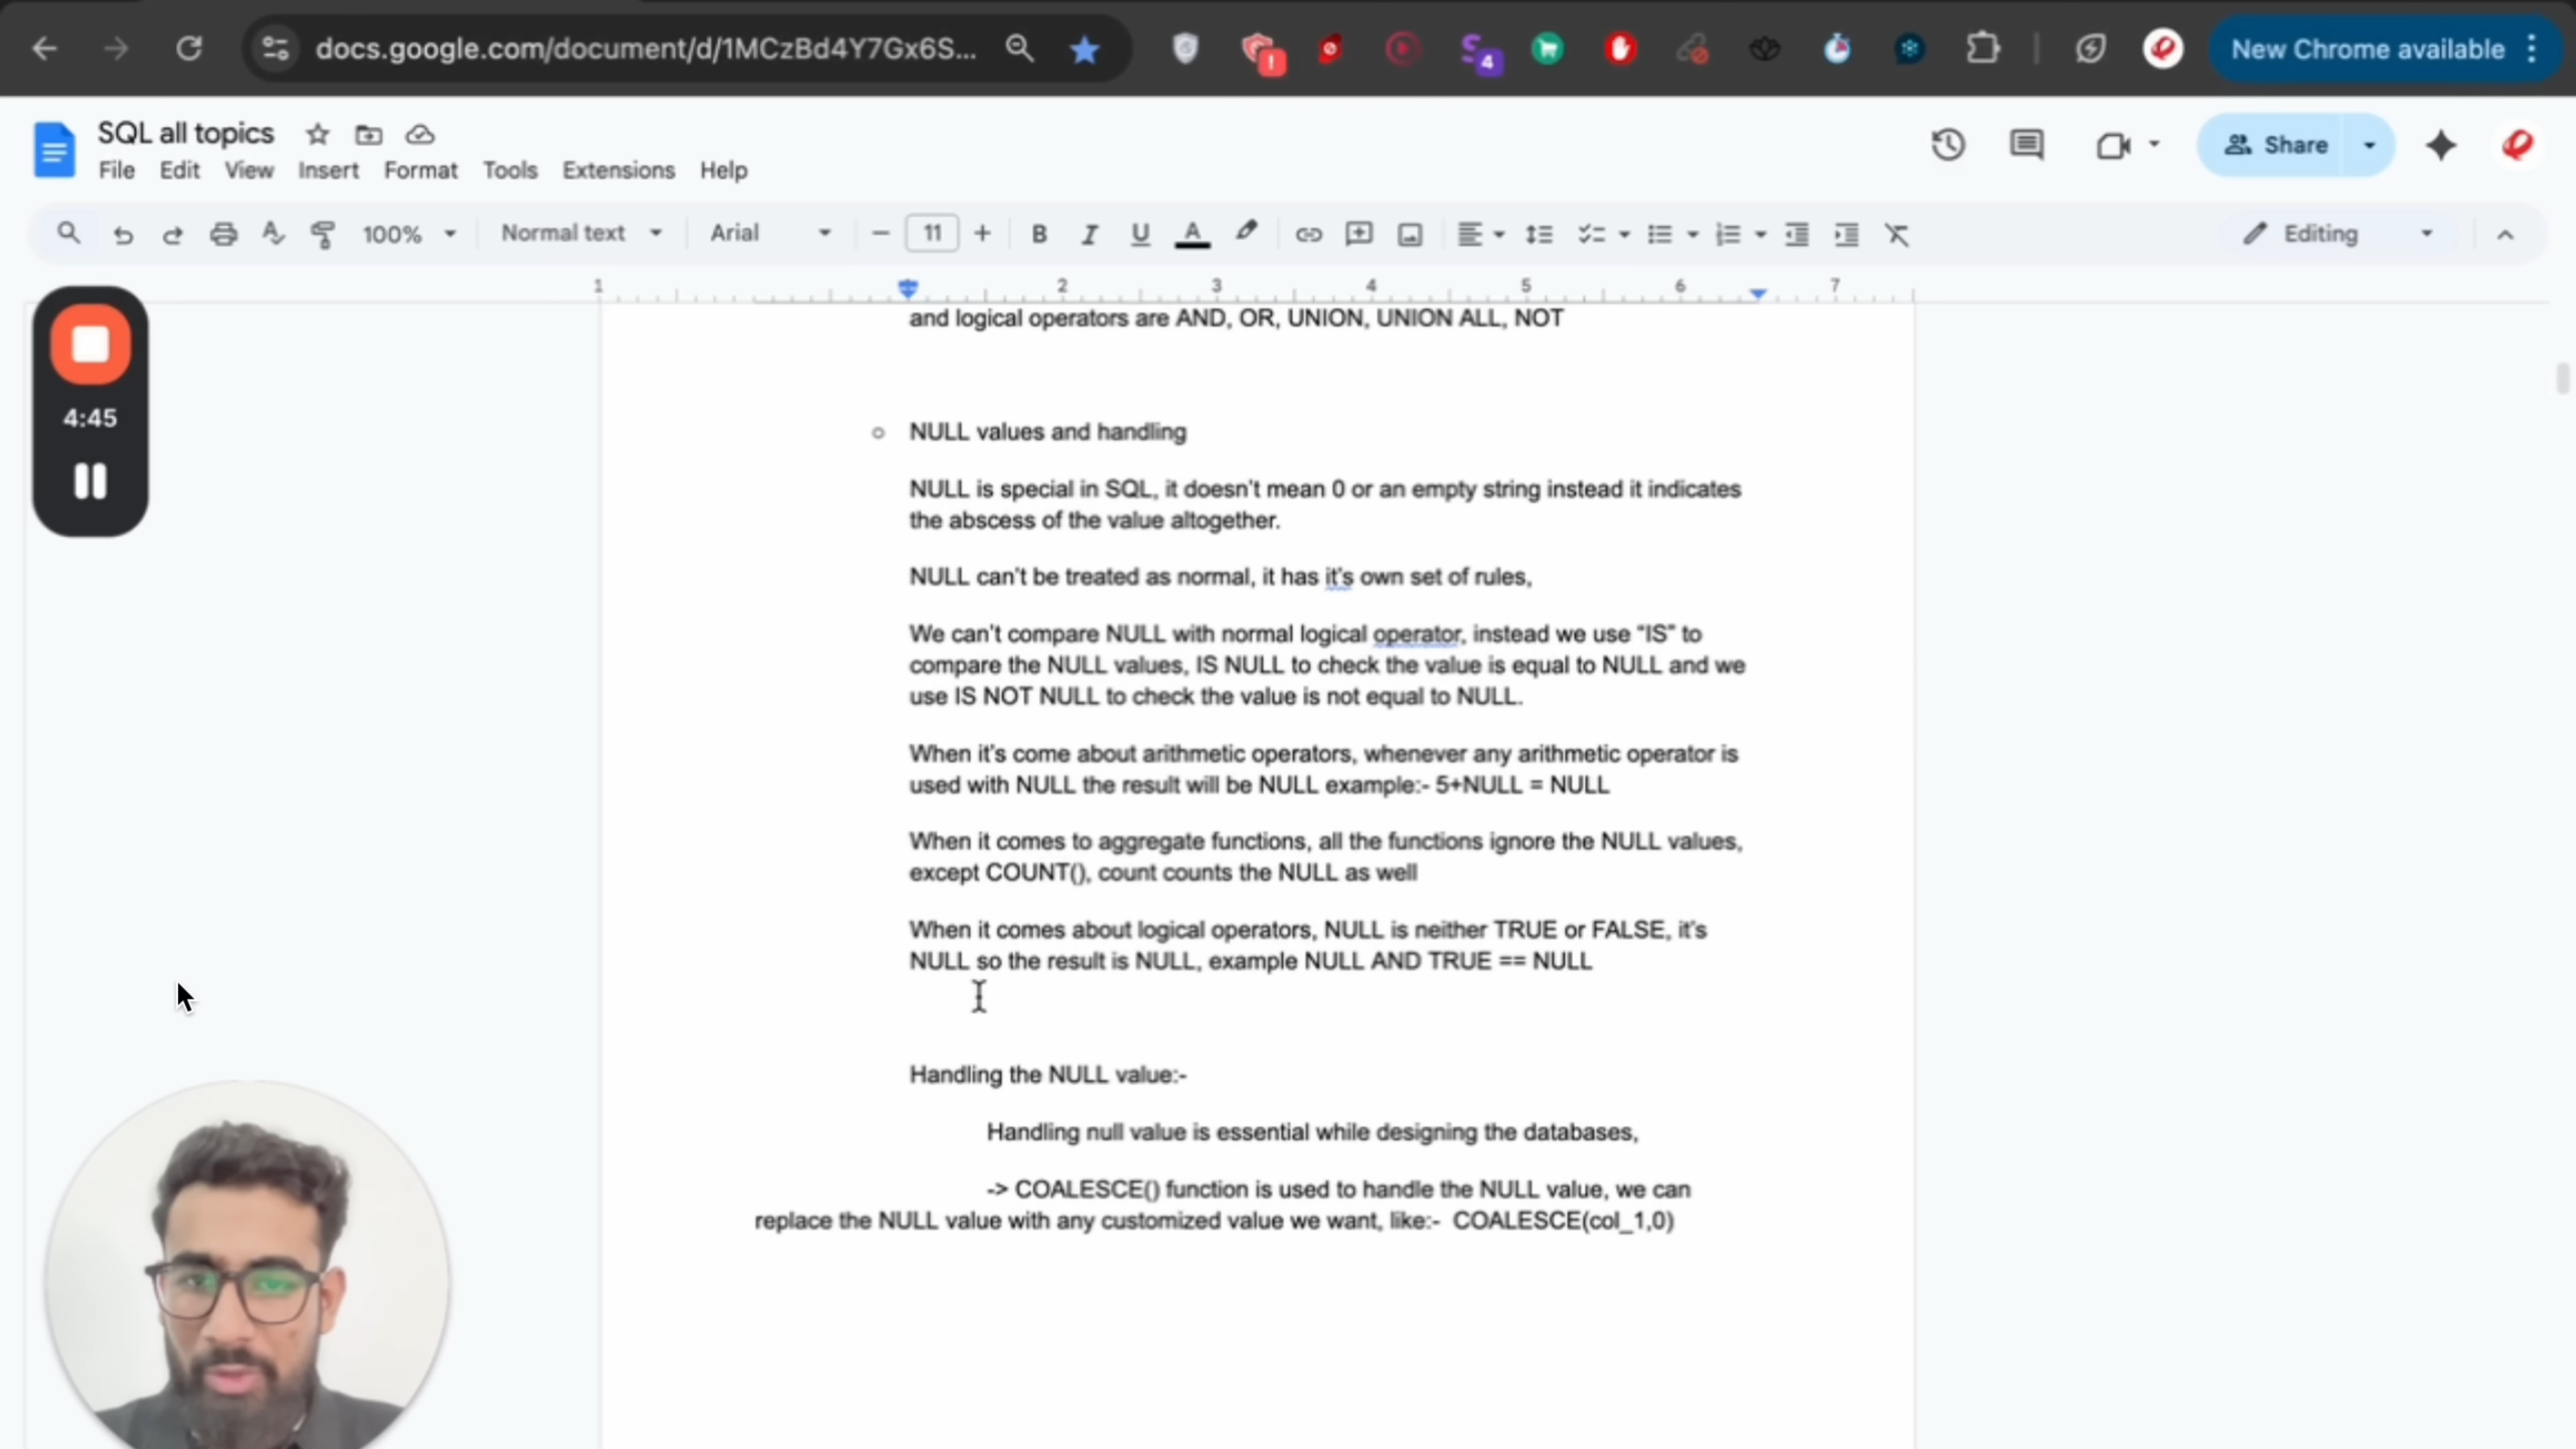 docs.google.com/document/d/1MCzBd4Y7Gx6S...
4
New Chrome available
SQL all topics
File Edit View Insert Format Tools Extensions Help
Share
100% Normal text Arial 11 B I U A Editing
1 2 3 4 5 6 7
4:45
and logical operators are AND, OR, UNION, UNION ALL, NOT
NULL values and handling
NULL is special in SQL, it doesn't mean 0 or an empty string instead it indicates
the abscess of the value altogether.
NULL can't be treated as normal, it has it's own set of rules,
We can't compare NULL with normal logical operator, instead we use “IS” to
compare the NULL values, IS NULL to check the value is equal to NULL and we
use IS NOT NULL to check the value is not equal to NULL.
When it's come about arithmetic operators, whenever any arithmetic operator is
used with NULL the result will be NULL example:- 5+NULL = NULL
When it comes to aggregate functions, all the functions ignore the NULL values,
except COUNT(), count counts the NULL as well
When it comes about logical operators, NULL is neither TRUE or FALSE, it's
NULL so the result is NULL, example NULL AND TRUE == NULL
Handling the NULL value:-
Handling null value is essential while designing the databases,
-> COALESCE() function is used to handle the NULL value, we can
replace the NULL value with any customized value we want, like:- COALESCE(col_1,0)